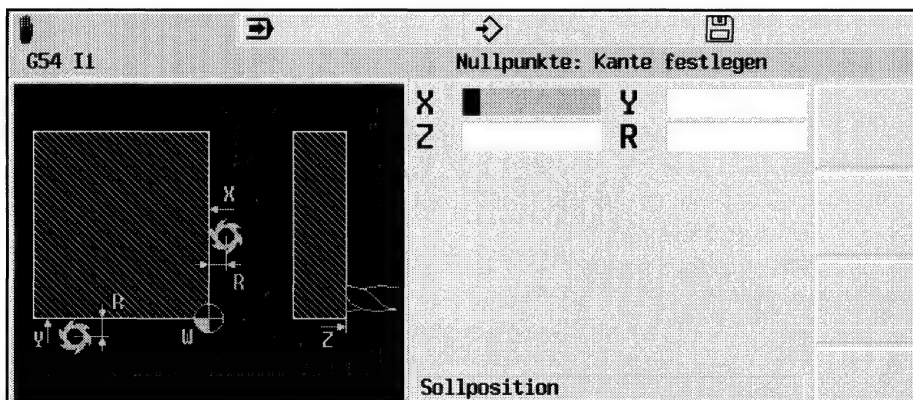 G54 I1
Nullpunkte: Kante festlegen
X Y
Z R
X
R
R
Y W Z
Sollposition